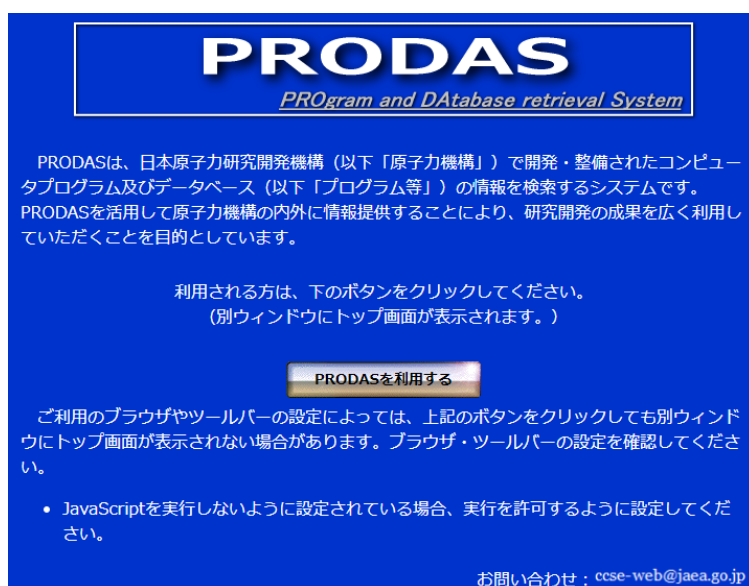 PRODAS
PROgram and DAtabase retrieval System
PRODASは、日本原子力研究開発機構（以下「原子力機構」）で開発・整備されたコンピュー
タプログラム及びデータベース（以下「プログラム等」）の情報を検索するシステムです。
PRODASを活用して原子力機構の内外に情報提供することにより、研究開発の成果を広く利用し
ていただくことを目的としています。
利用される方は、下のボタンをクリックしてください。
（別ウィンドウにトップ画面が表示されます。）
PRODASを利用する
ご利用のブラウザやツールバーの設定によっては、上記のボタンをクリックしても別ウィンド
ウにトップ画面が表示されない場合があります。ブラウザ・ツールバーの設定を確認してくださ
い。
• JavaScriptを実行しないように設定されている場合、実行を許可するように設定してくだ
さい。
お問い合わせ：ccse-web@jaea.go.jp